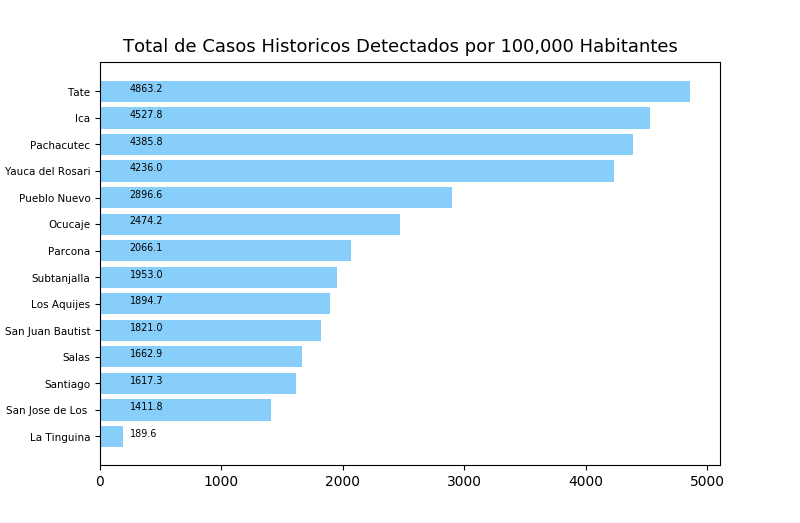 Total de Casos Historicos Detectados por 100,000 Habitantes
Tate 4863.2
Ica 4527.8
Pachacutec 4385.8
Yauca del Rosari 4236.0
Pueblo Nuevo 2896.6
Ocucaje 2474.2
Parcona 2066.1
Subtanjalla 1953.0
Los Aquijes 1894.7
San Juan Bautist 1821.0
Salas 1662.9
Santiago 1617.3
San Jose de Los 1411.8
La Tinguina 189.6
0 1000 2000 3000 4000 5000